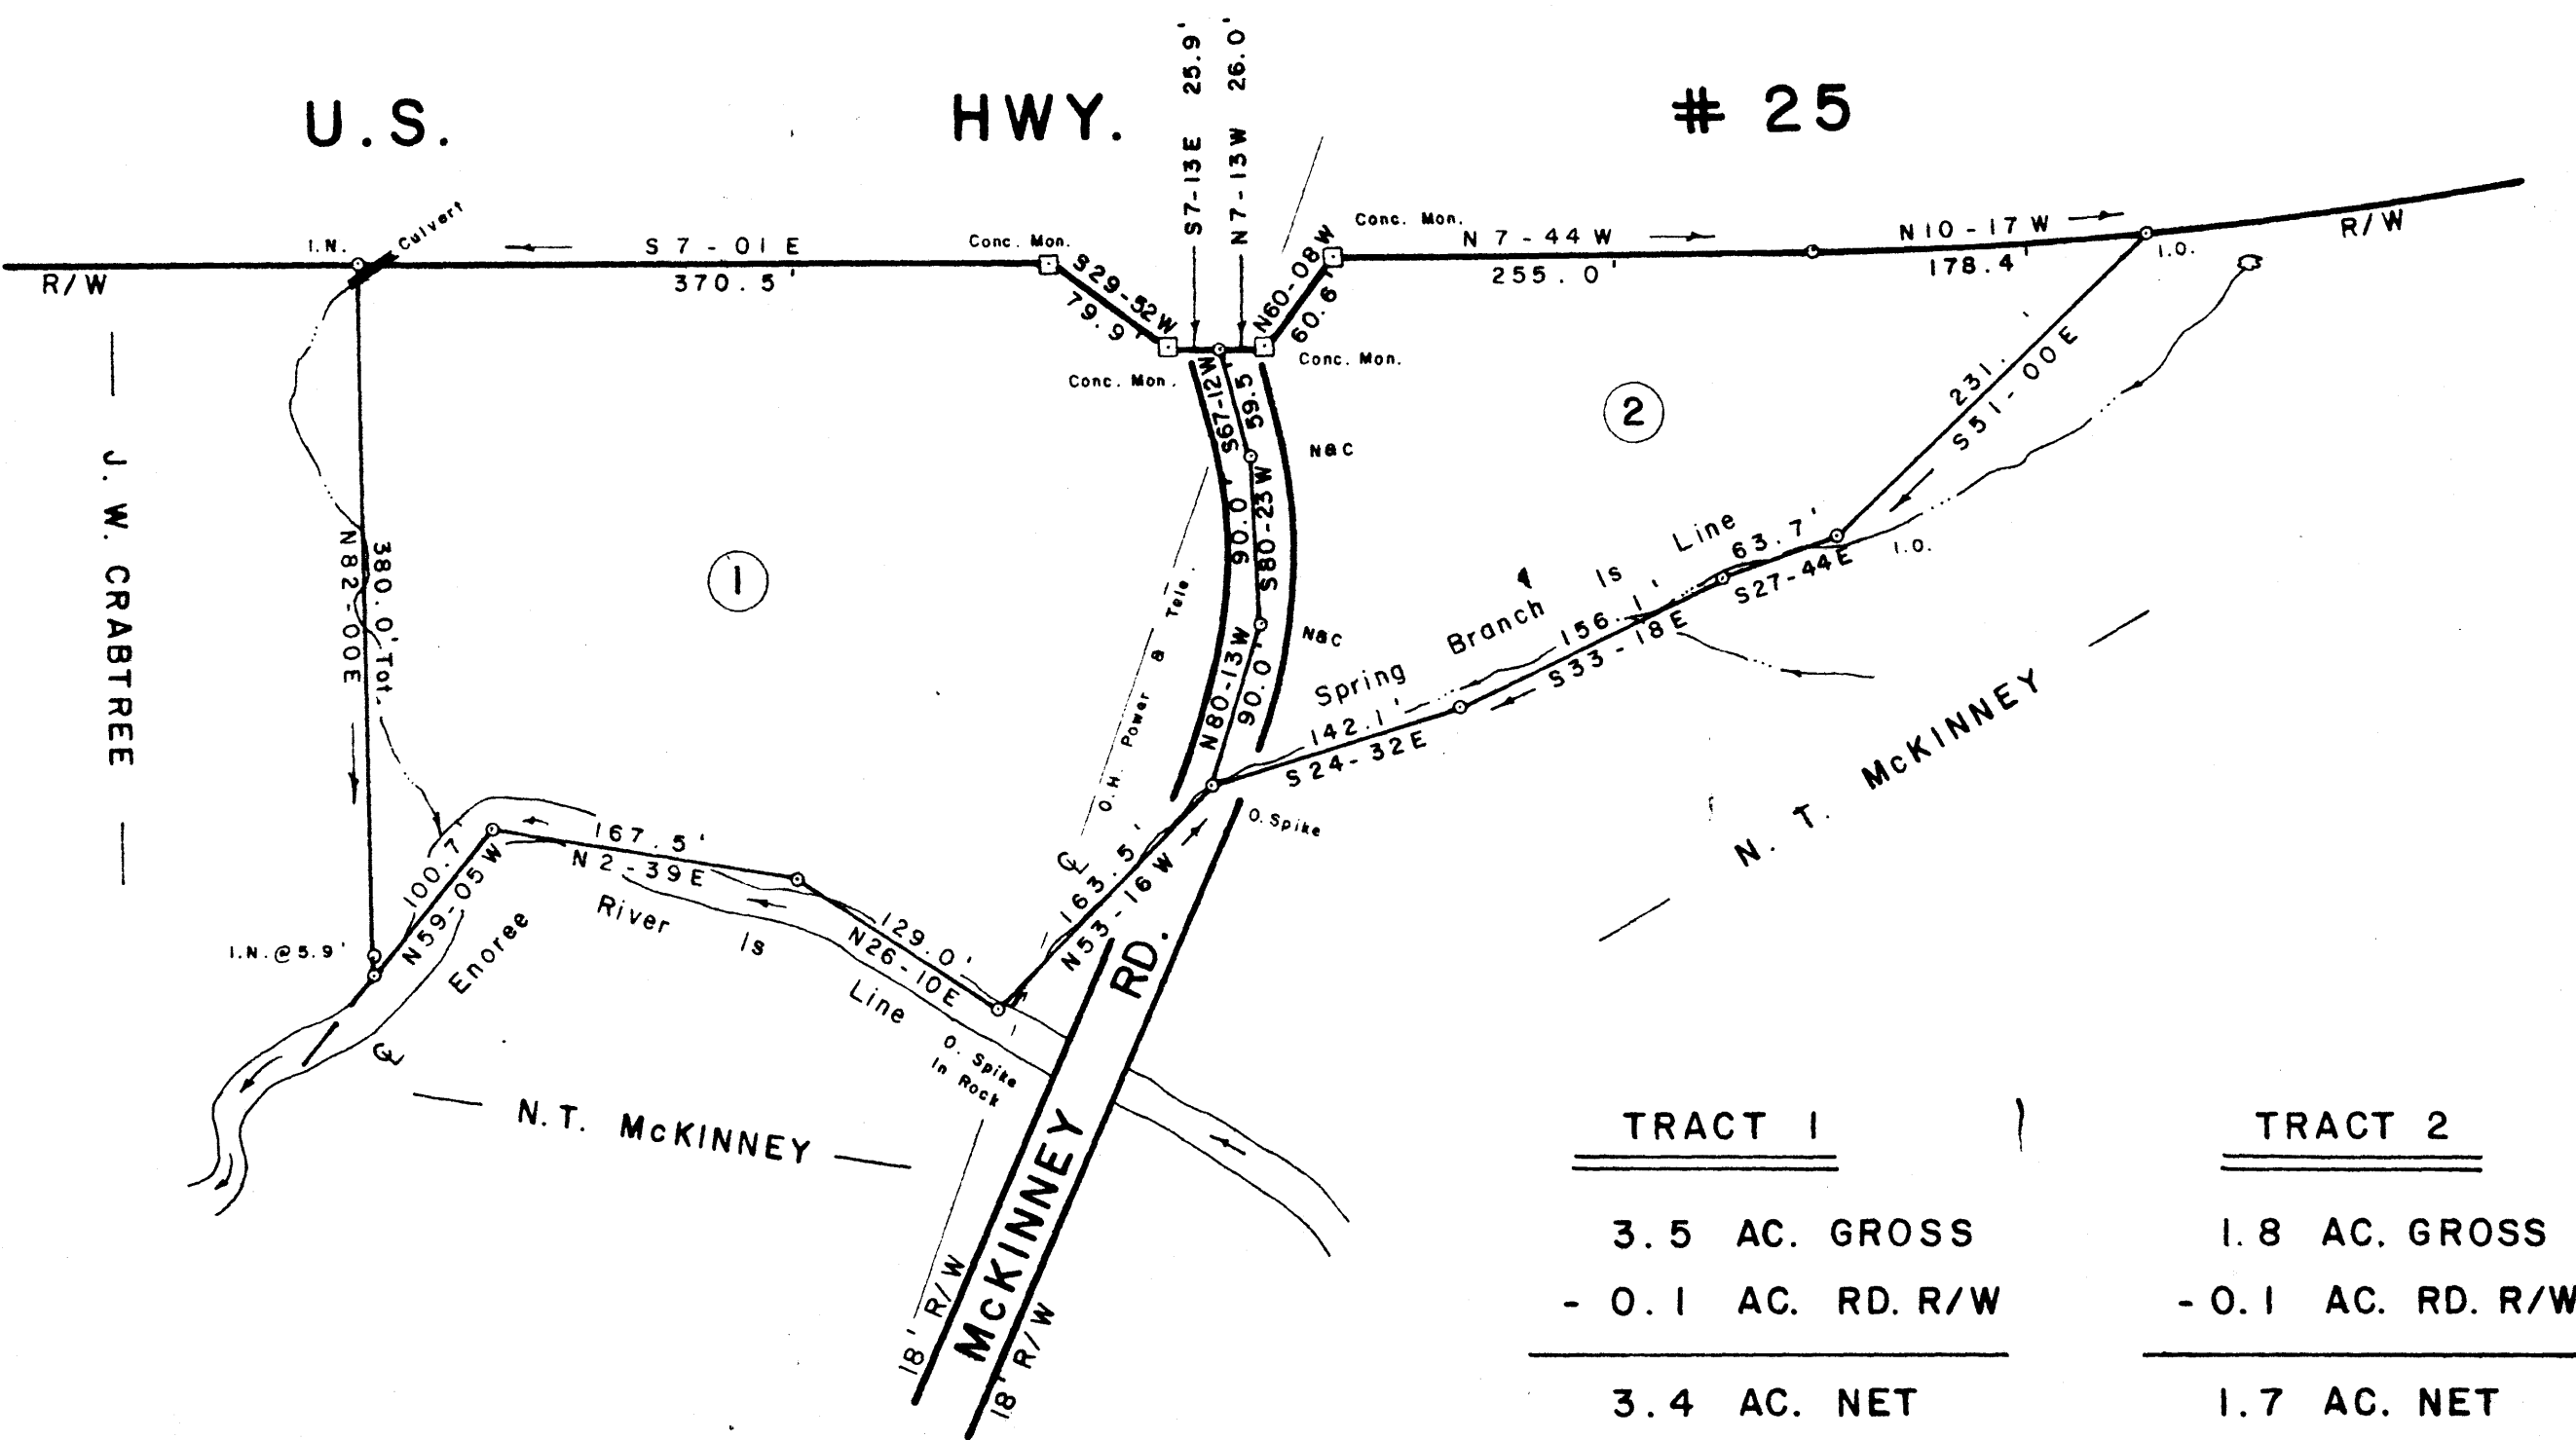 U.S. HWY. # 25
S7-13E 25.9'
N7-13W 26.0'
I.N.
Culvert
R/W
S 7-01 E
370.5'
Conc. Mon.
S29-52W
79.9'
Conc. Mon.
N60-08W
60.6'
Conc. Mon.
Conc. Mon.
N 7-44 W
255.0'
N10-17 W
178.4'
I.O.
R/W
231.'
S51-00E
I.O.
S67-12W
59.5'
N&C
S80-23W
90.0'
N&C
N80-13W
90.0'
1
2
J. W. CRABTREE
N82-00E
380.0' Tot.
O.H. Power & Tele.
Spring Branch Is Line
63.7'
S27-44E
156.1'
S33-18E
142.1'
S24-32E
O. Spike
N. T. McKINNEY
163.5'
N53-16W
167.5'
N 2-39E
129.0'
N26-10E
100.7'
N59-05W
I.N.@5.9'
Enoree River Is Line
O. Spike
In Rock
N.T. McKINNEY
McKINNEY RD.
18' R/W
18' R/W
TRACT 1
3.5 AC. GROSS
- 0.1 AC. RD. R/W
3.4 AC. NET
TRACT 2
1.8 AC. GROSS
- 0.1 AC. RD. R/W
1.7 AC. NET